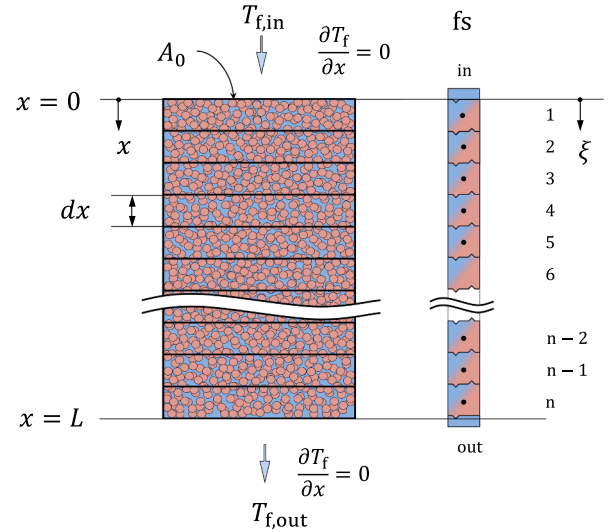 T_f,in
∂T_f/∂x = 0
fs
A_0
in
x = 0
x
1
ξ
2
3
dx
4
5
6
n − 2
n−1
n
x = L
out
∂T_f/∂x = 0
T_f,out